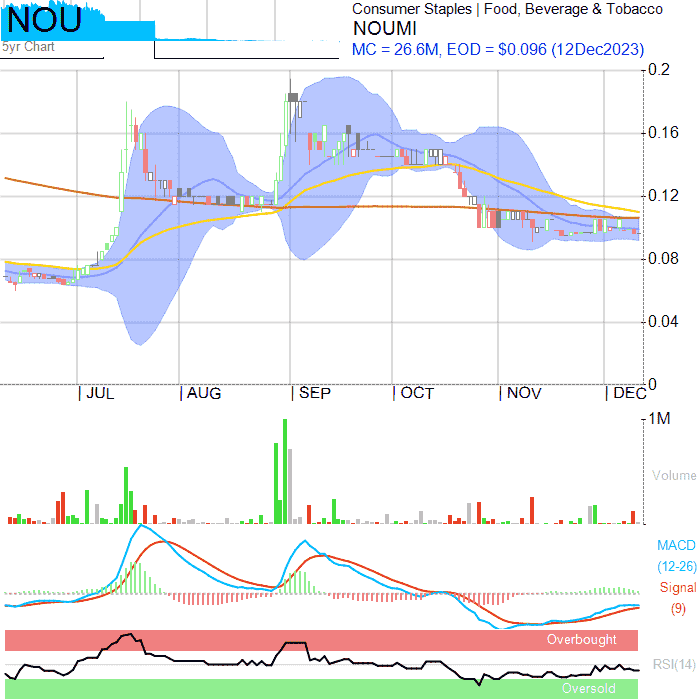 NOU
5yr Chart
Consumer Staples | Food, Beverage & Tobacco
NOUMI
MC = 26.6M, EOD = $0.096 (12Dec2023)
0.2
0.16
0.12
0.08
0.04
0
| JUL | AUG | SEP | OCT | NOV | DEC
1M
Volume
MACD
(12-26)
Signal
(9)
Overbought
RSI(14)
Oversold